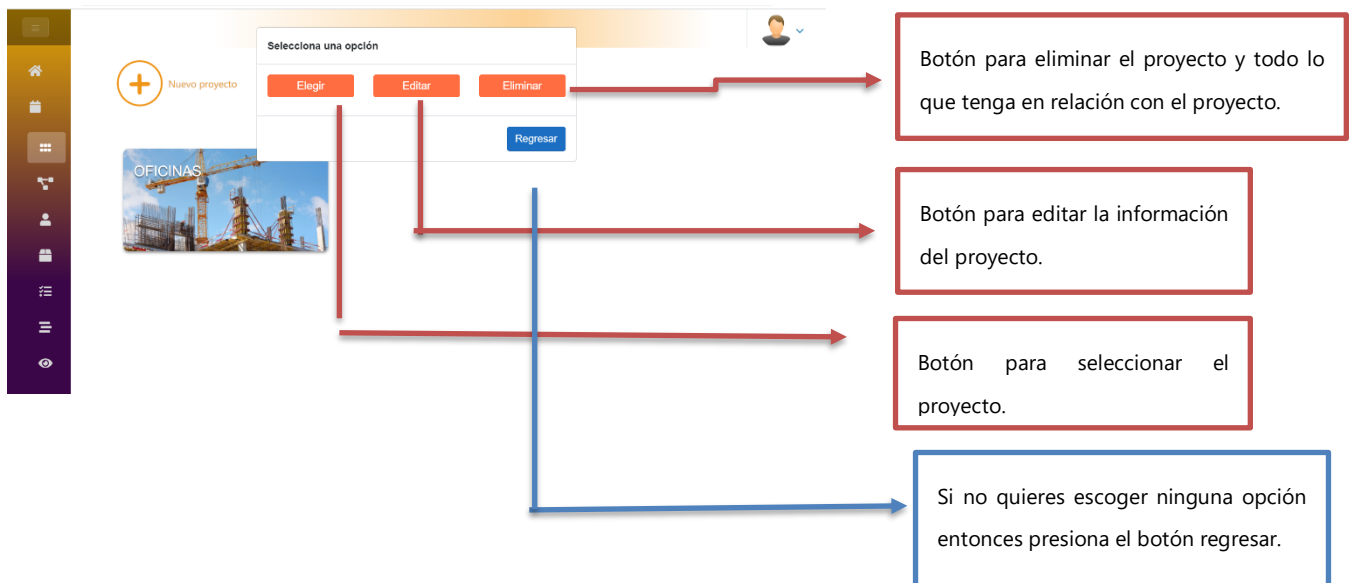 Selecciona una opción
Nuevo proyecto
Elegir
Editar
Eliminar
Regresar
OFICINAS
Botón para eliminar el proyecto y todo lo
que tenga en relación con el proyecto.
Botón para editar la información
del proyecto.
Botón para seleccionar el
proyecto.
Si no quieres escoger ninguna opción
entonces presiona el botón regresar.